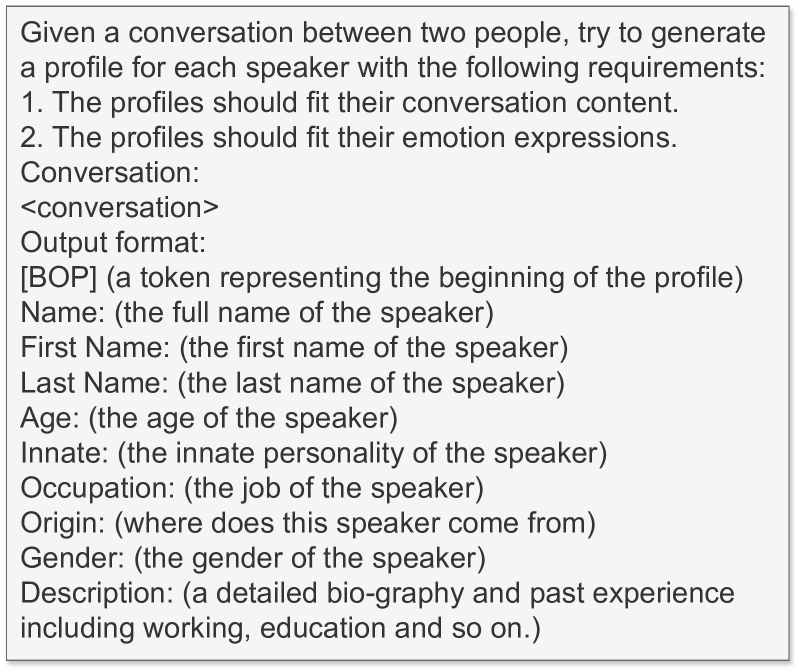 Given a conversation between two people, try to generate
a profile for each speaker with the following requirements:
1. The profiles should fit their conversation content.
2. The profiles should fit their emotion expressions.
Conversation:
<conversation>
Output format:
[BOP] (a token representing the beginning of the profile)
Name: (the full name of the speaker)
First Name: (the first name of the speaker)
Last Name: (the last name of the speaker)
Age: (the age of the speaker)
Innate: (the innate personality of the speaker)
Occupation: (the job of the speaker)
Origin: (where does this speaker come from)
Gender: (the gender of the speaker)
Description: (a detailed bio-graphy and past experience
including working, education and so on.)